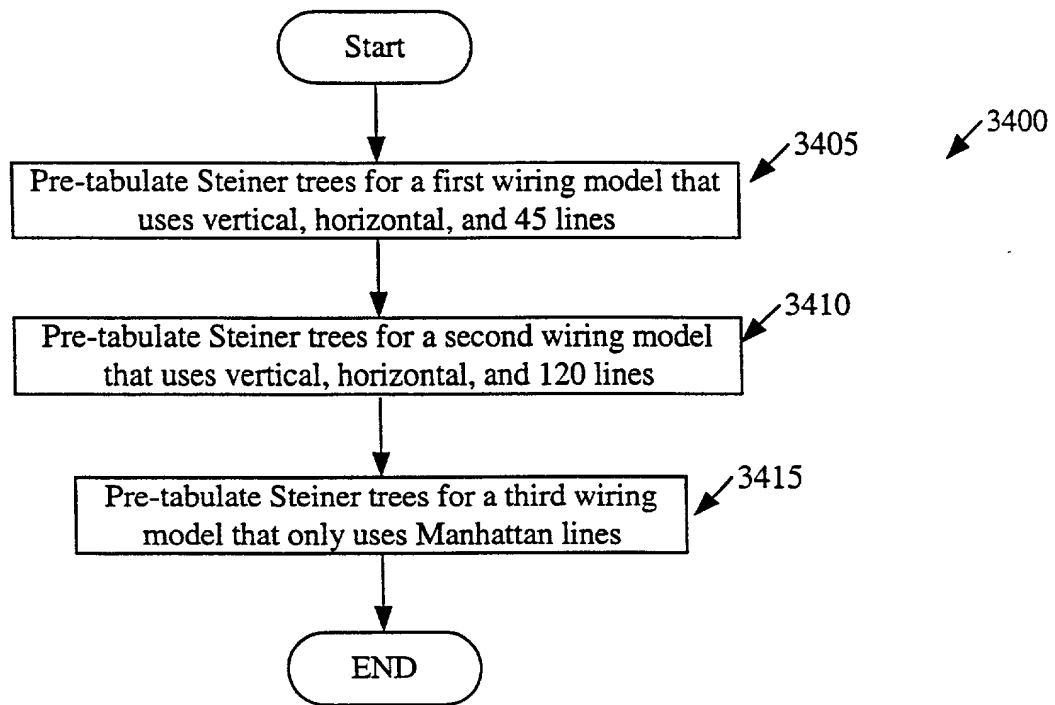 Start
3400
3405
Pre-tabulate Steiner trees for a first wiring model that
uses vertical, horizontal, and 45 lines
3410
Pre-tabulate Steiner trees for a second wiring model
that uses vertical, horizontal, and 120 lines
3415
Pre-tabulate Steiner trees for a third wiring
model that only uses Manhattan lines
END